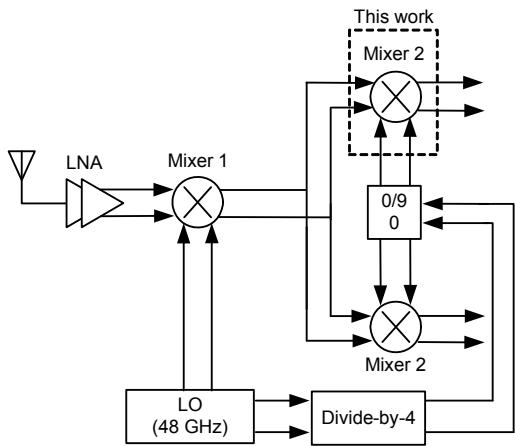 This work
Mixer 2
LNA
Mixer 1
0/9
0
Mixer 2
LO
(48 GHz)
Divide-by-4